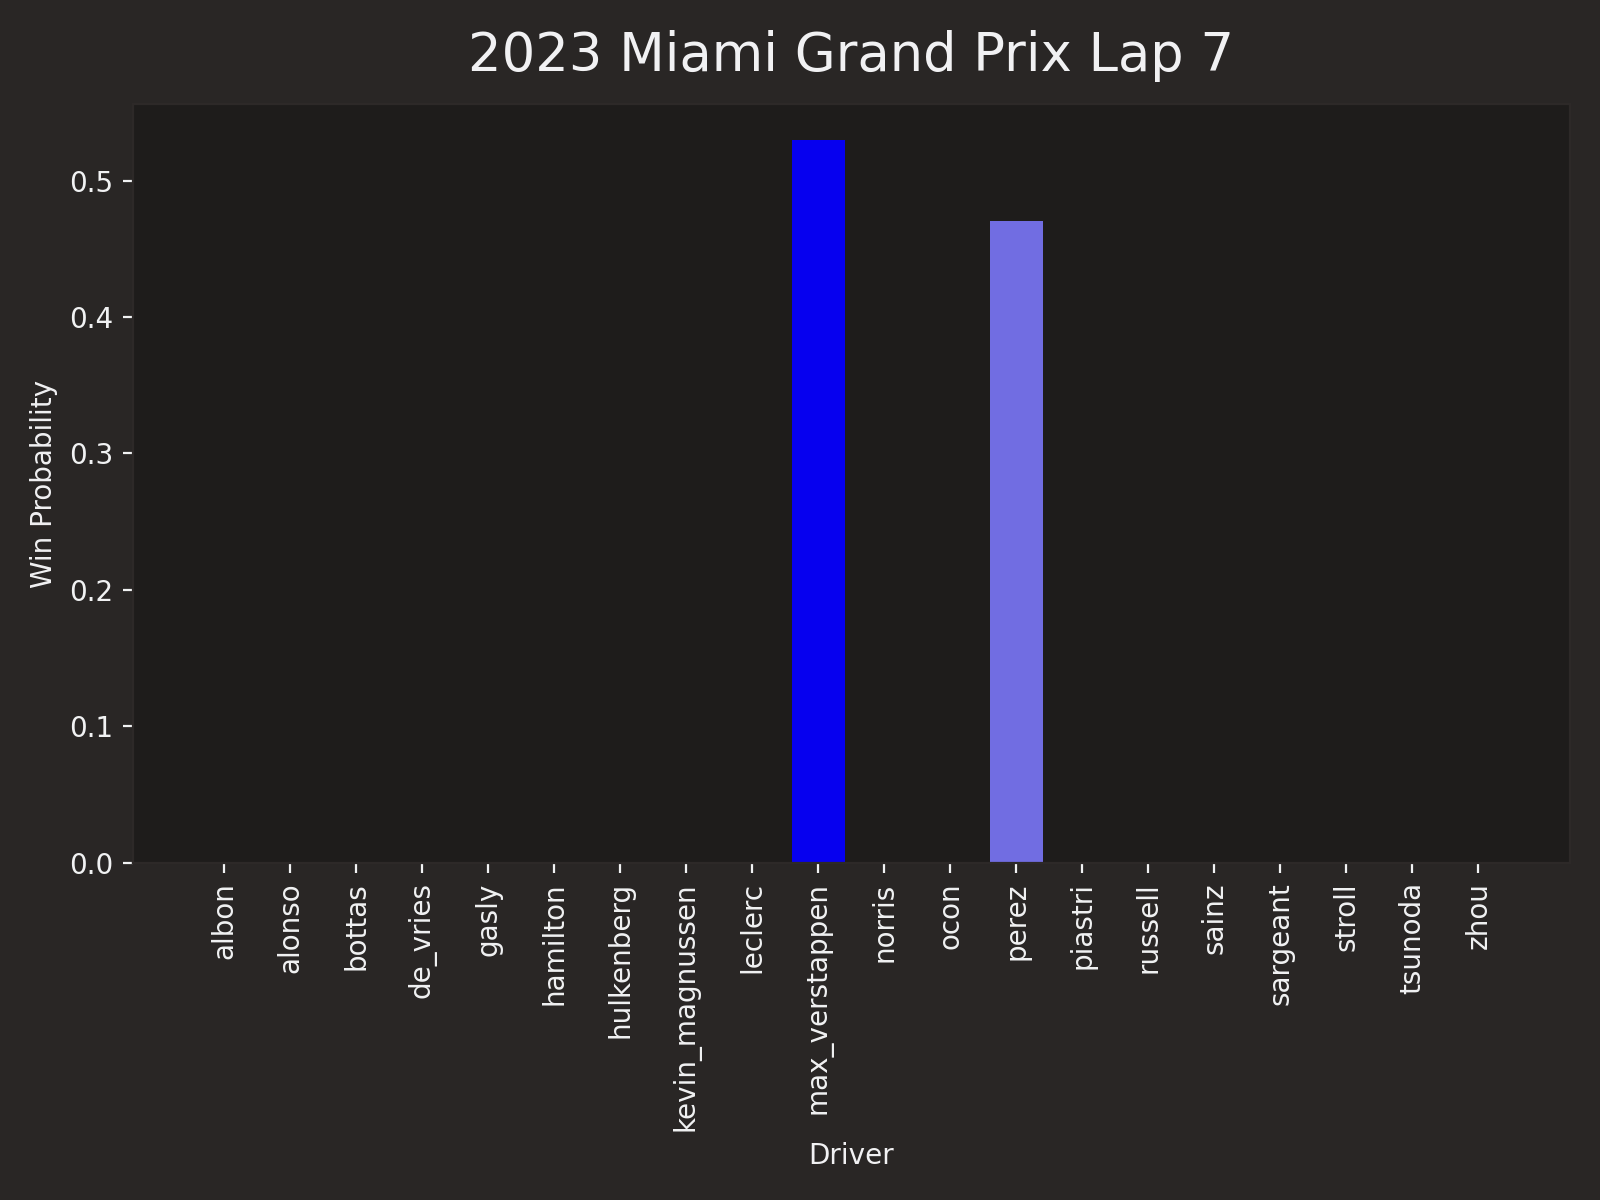 2023 Miami Grand Prix Lap 7
0.5
0.4
0.3
0.2
0.1
0.0
Win Probability
albon
alonso
bottas
de_vries
gasly
hamilton
hulkenberg
kevin_magnussen
leclerc
max_verstappen
norris
ocon
perez
piastri
russell
sainz
sargeant
stroll
tsunoda
zhou
Driver